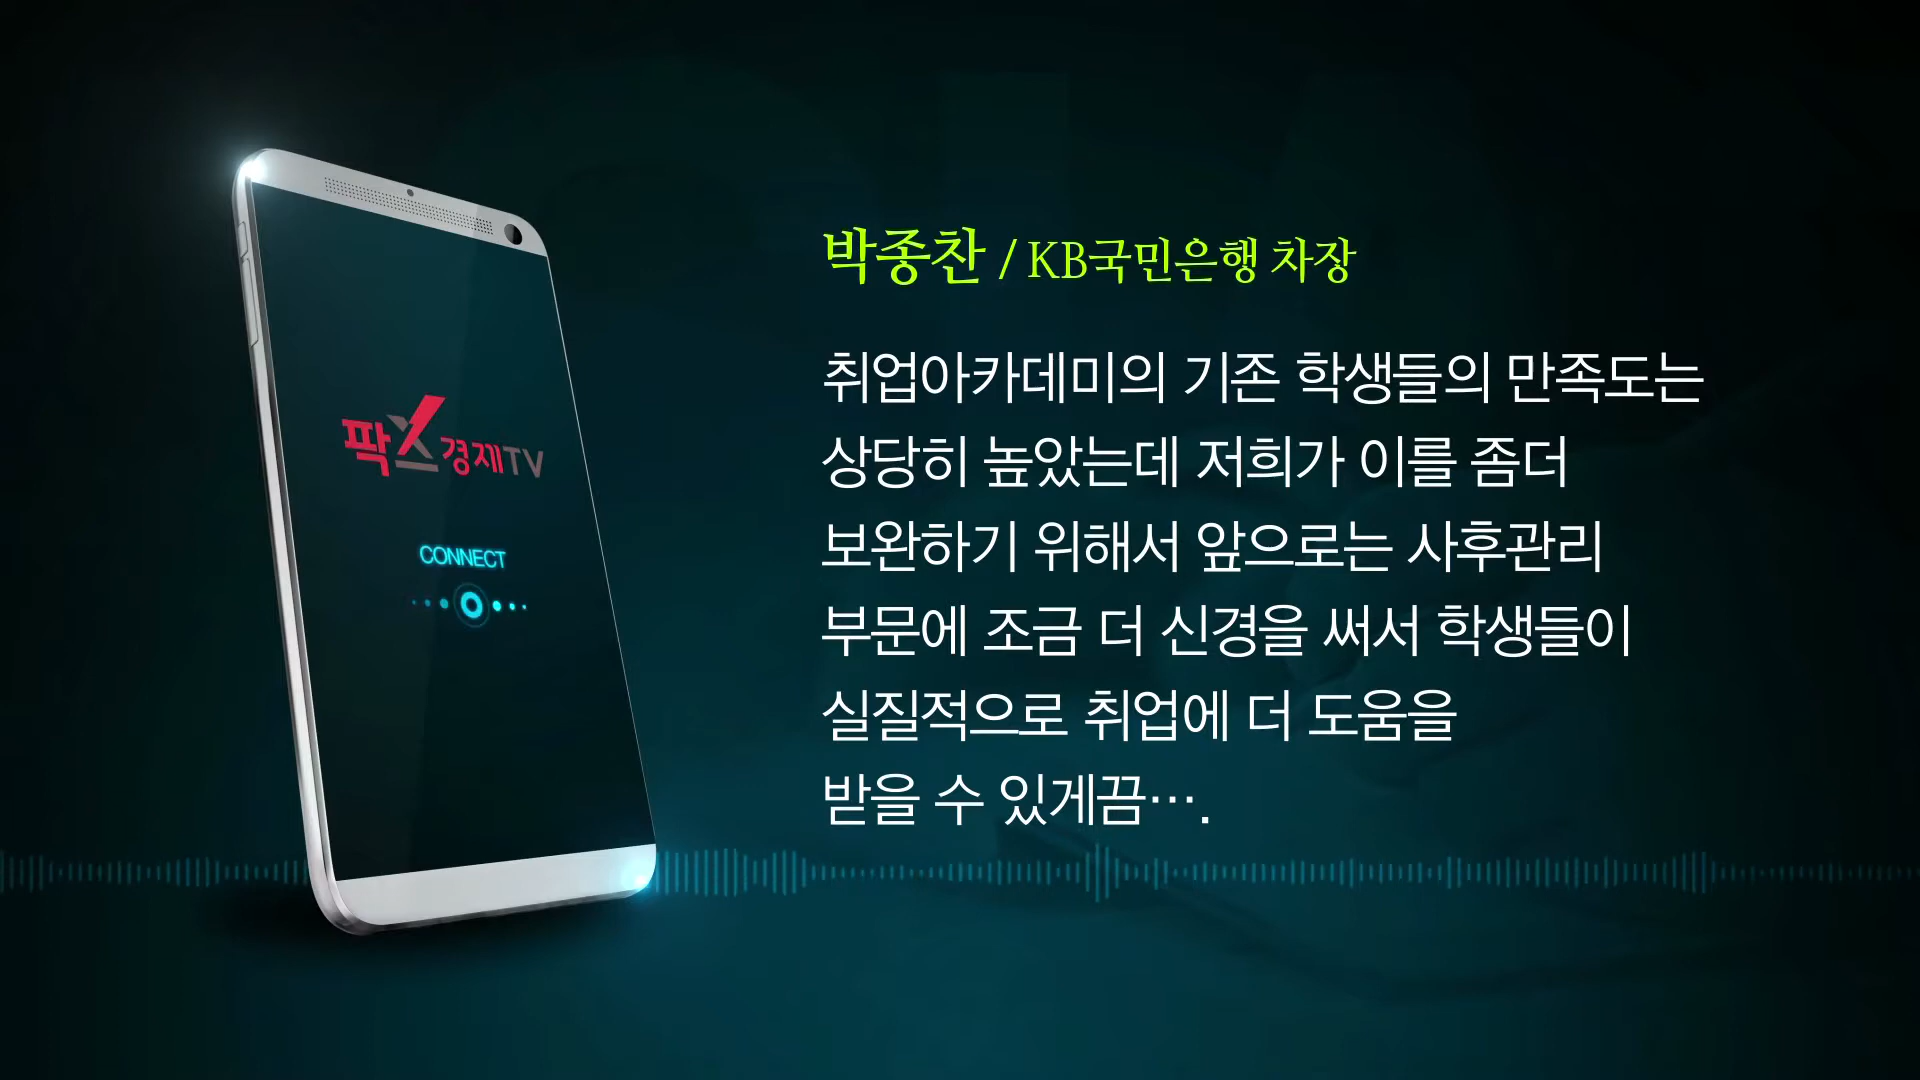 박종찬 / KB국민은행 차장
취업아카데미의 기존 학생들의 만족도는
상당히 높았는데 저희가 이를 좀더
보완하기 위해서 앞으로는 사후관리
부문에 조금 더 신경을 써서 학생들이
실질적으로 취업에 더 도움을
받을 수 있게끔….
팍스경제TV
CONNECT